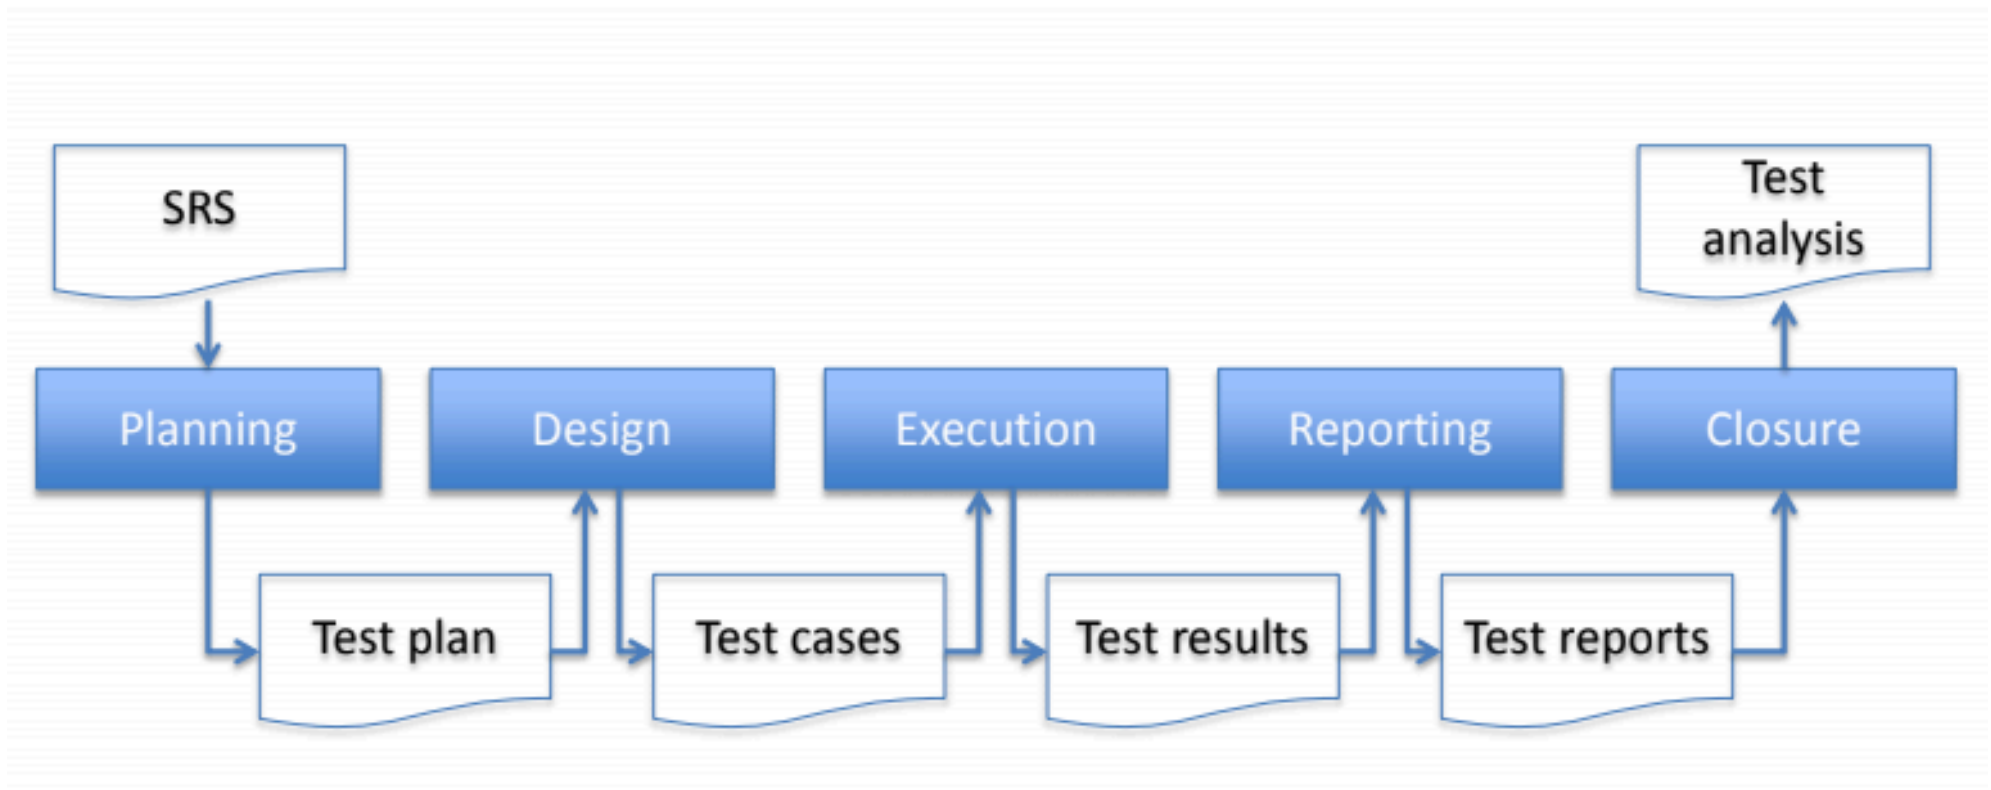 SRS
Test
analysis
Planning
Design
Execution
Reporting
Closure
Test plan
Test cases
Test results
Test reports